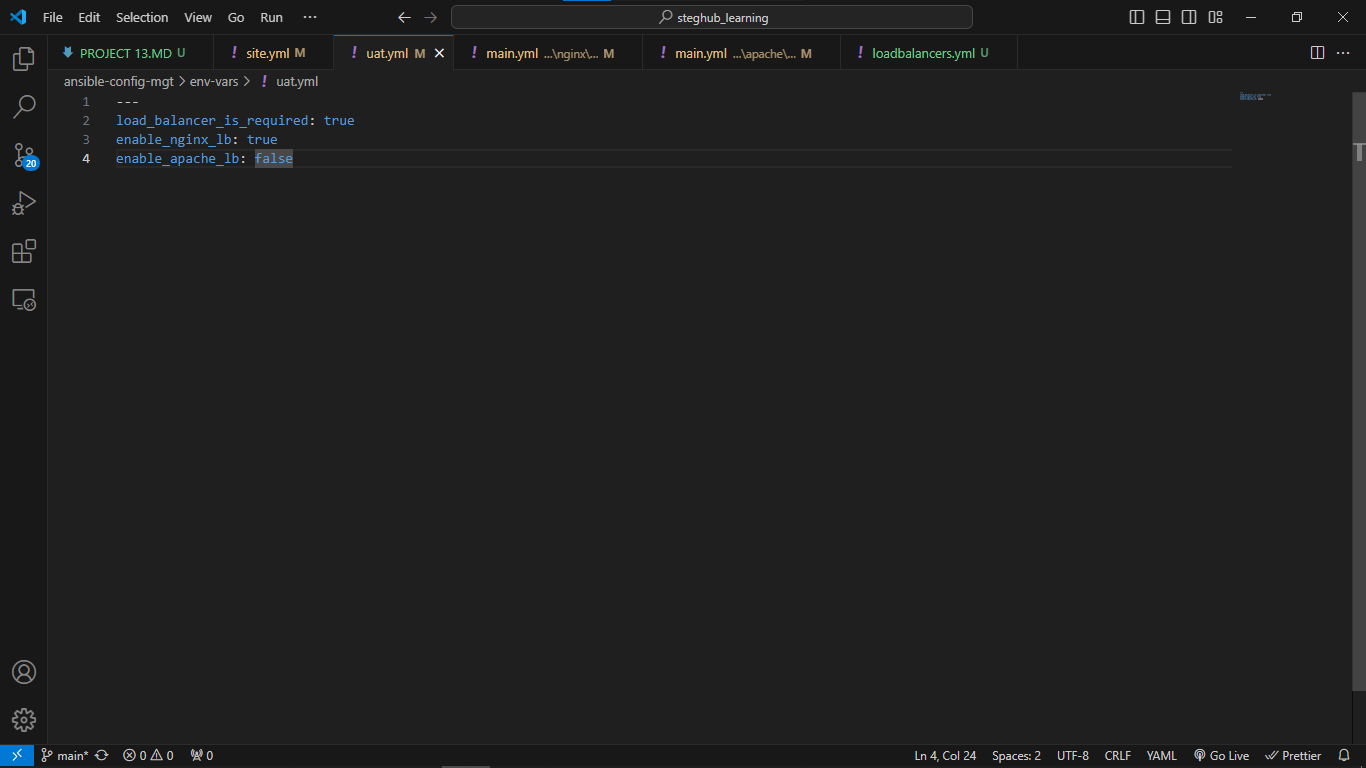 File Edit Selection View Go Run ··· steghub_learning
PROJECT 13.MD U ! site.yml M ! uat.yml M ! main.yml ...\nginx\... M ! main.yml ...\apache\... M ! loadbalancers.yml U ···
ansible-config-mgt > env-vars > ! uat.yml
1 ---
2 load_balancer_is_required: true
3 enable_nginx_lb: true
4 enable_apache_lb: false
20
main* 0 0 0 Ln 4, Col 24 Spaces: 2 UTF-8 CRLF YAML Go Live Prettier